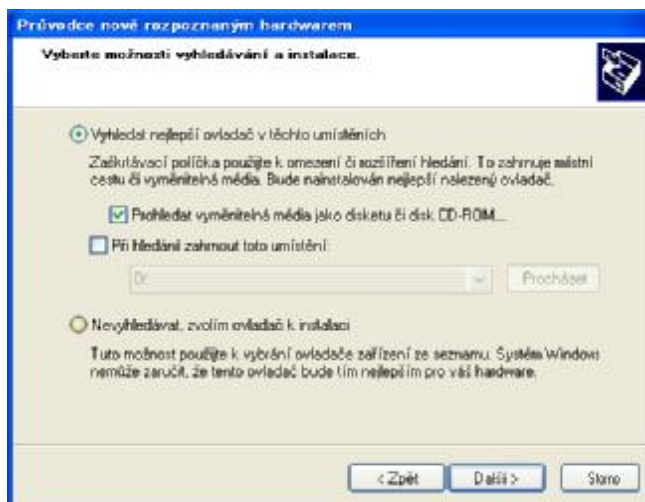 Průvodce nově rozpoznaným hardwarem
Vyberte možnosti vyhledávání a instalace.
Vyhledat nejlepší ovladač v těchto umístěních
Zaškrtávací políčka použijte k omezení či rozšíření hledání. To zahrnuje místní
cestu či vyměnitelná média. Bude nainstalován nejlepší nalezený ovladač.
Prohledat vyměnitelná média jako disketu či disk CD-ROM...
Při hledání zahrnout toto umístění:
D:
Procházet
Nevyhledávat, zvolím ovladač k instalaci
Tuto možnost použijte k vybrání ovladače zařízení ze seznamu. Systém Windows
nemůže zaručit, že tento ovladač bude tím nejlepším pro váš hardware.
< Zpět
Další >
Storno